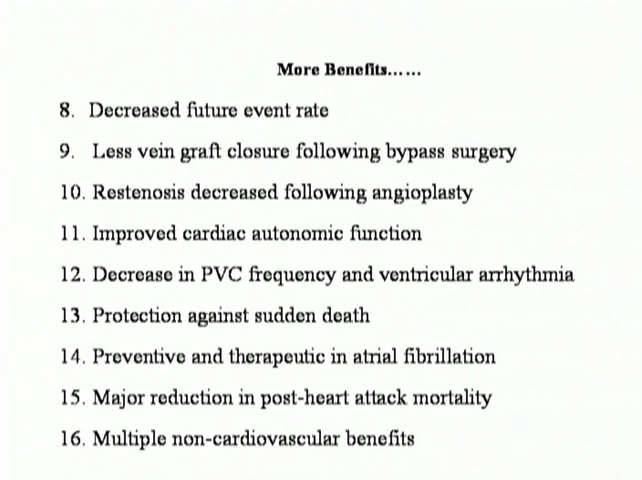 More Benefits......
8. Decreased future event rate
9. Less vein graft closure following bypass surgery
10. Restenosis decreased following angioplasty
11. Improved cardiac autonomic function
12. Decrease in PVC frequency and ventricular arrhythmia
13. Protection against sudden death
14. Preventive and therapeutic in atrial fibrillation
15. Major reduction in post-heart attack mortality
16. Multiple non-cardiovascular benefits